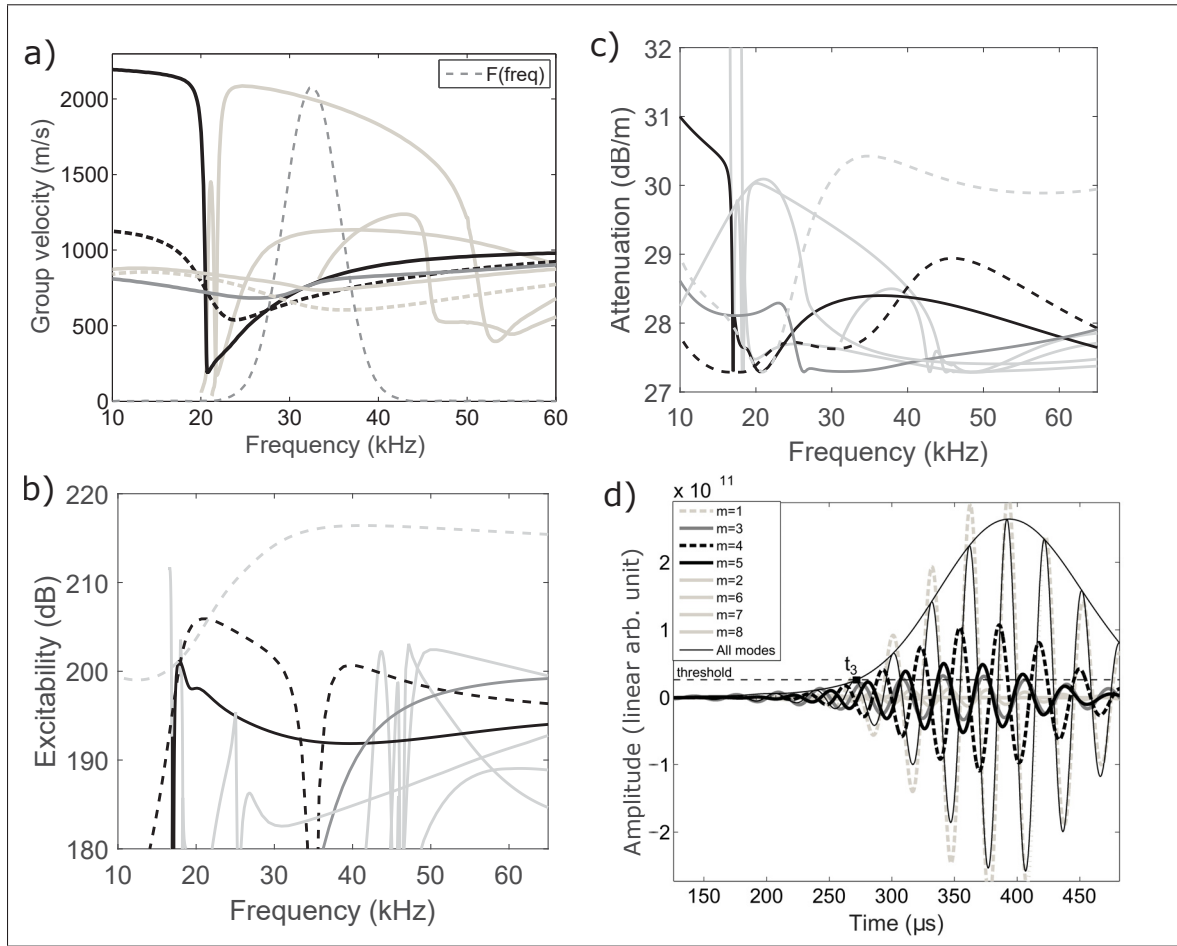 a)
F(freq)
2000
1500
1000
500
0
Group velocity (m/s)
10 20 30 40 50 60
Frequency (kHz)
c)
32
31
30
29
28
27
Attenuation (dB/m)
10 20 30 40 50 60
Frequency (kHz)
b)
220
210
200
190
180
Excitability (dB)
10 20 30 40 50 60
Frequency (kHz)
d)
x 10 11
m=1
m=3
m=4
m=5
m=2
m=6
m=7
m=8
All modes
threshold
t3
2
1
0
−1
−2
Amplitude (linear arb. unit)
150 200 250 300 350 400 450
Time (µs)